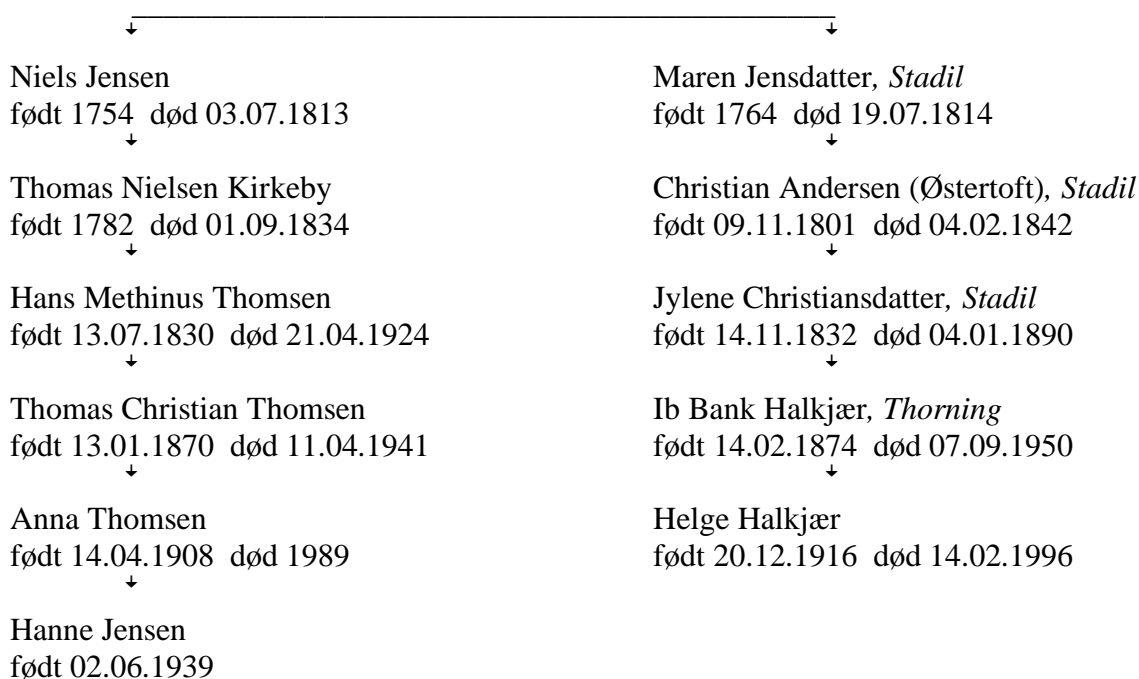 Niels Jensen
født 1754 død 03.07.1813
Thomas Nielsen Kirkeby
født 1782 død 01.09.1834
Hans Methinus Thomsen
født 13.07.1830 død 21.04.1924
Thomas Christian Thomsen
født 13.01.1870 død 11.04.1941
Anna Thomsen
født 14.04.1908 død 1989
Hanne Jensen
født 02.06.1939
Maren Jensdatter, Stadil
født 1764 død 19.07.1814
Christian Andersen (Østertoft), Stadil
født 09.11.1801 død 04.02.1842
Jylene Christiansdatter, Stadil
født 14.11.1832 død 04.01.1890
Ib Bank Halkjær, Thorning
født 14.02.1874 død 07.09.1950
Helge Halkjær
født 20.12.1916 død 14.02.1996